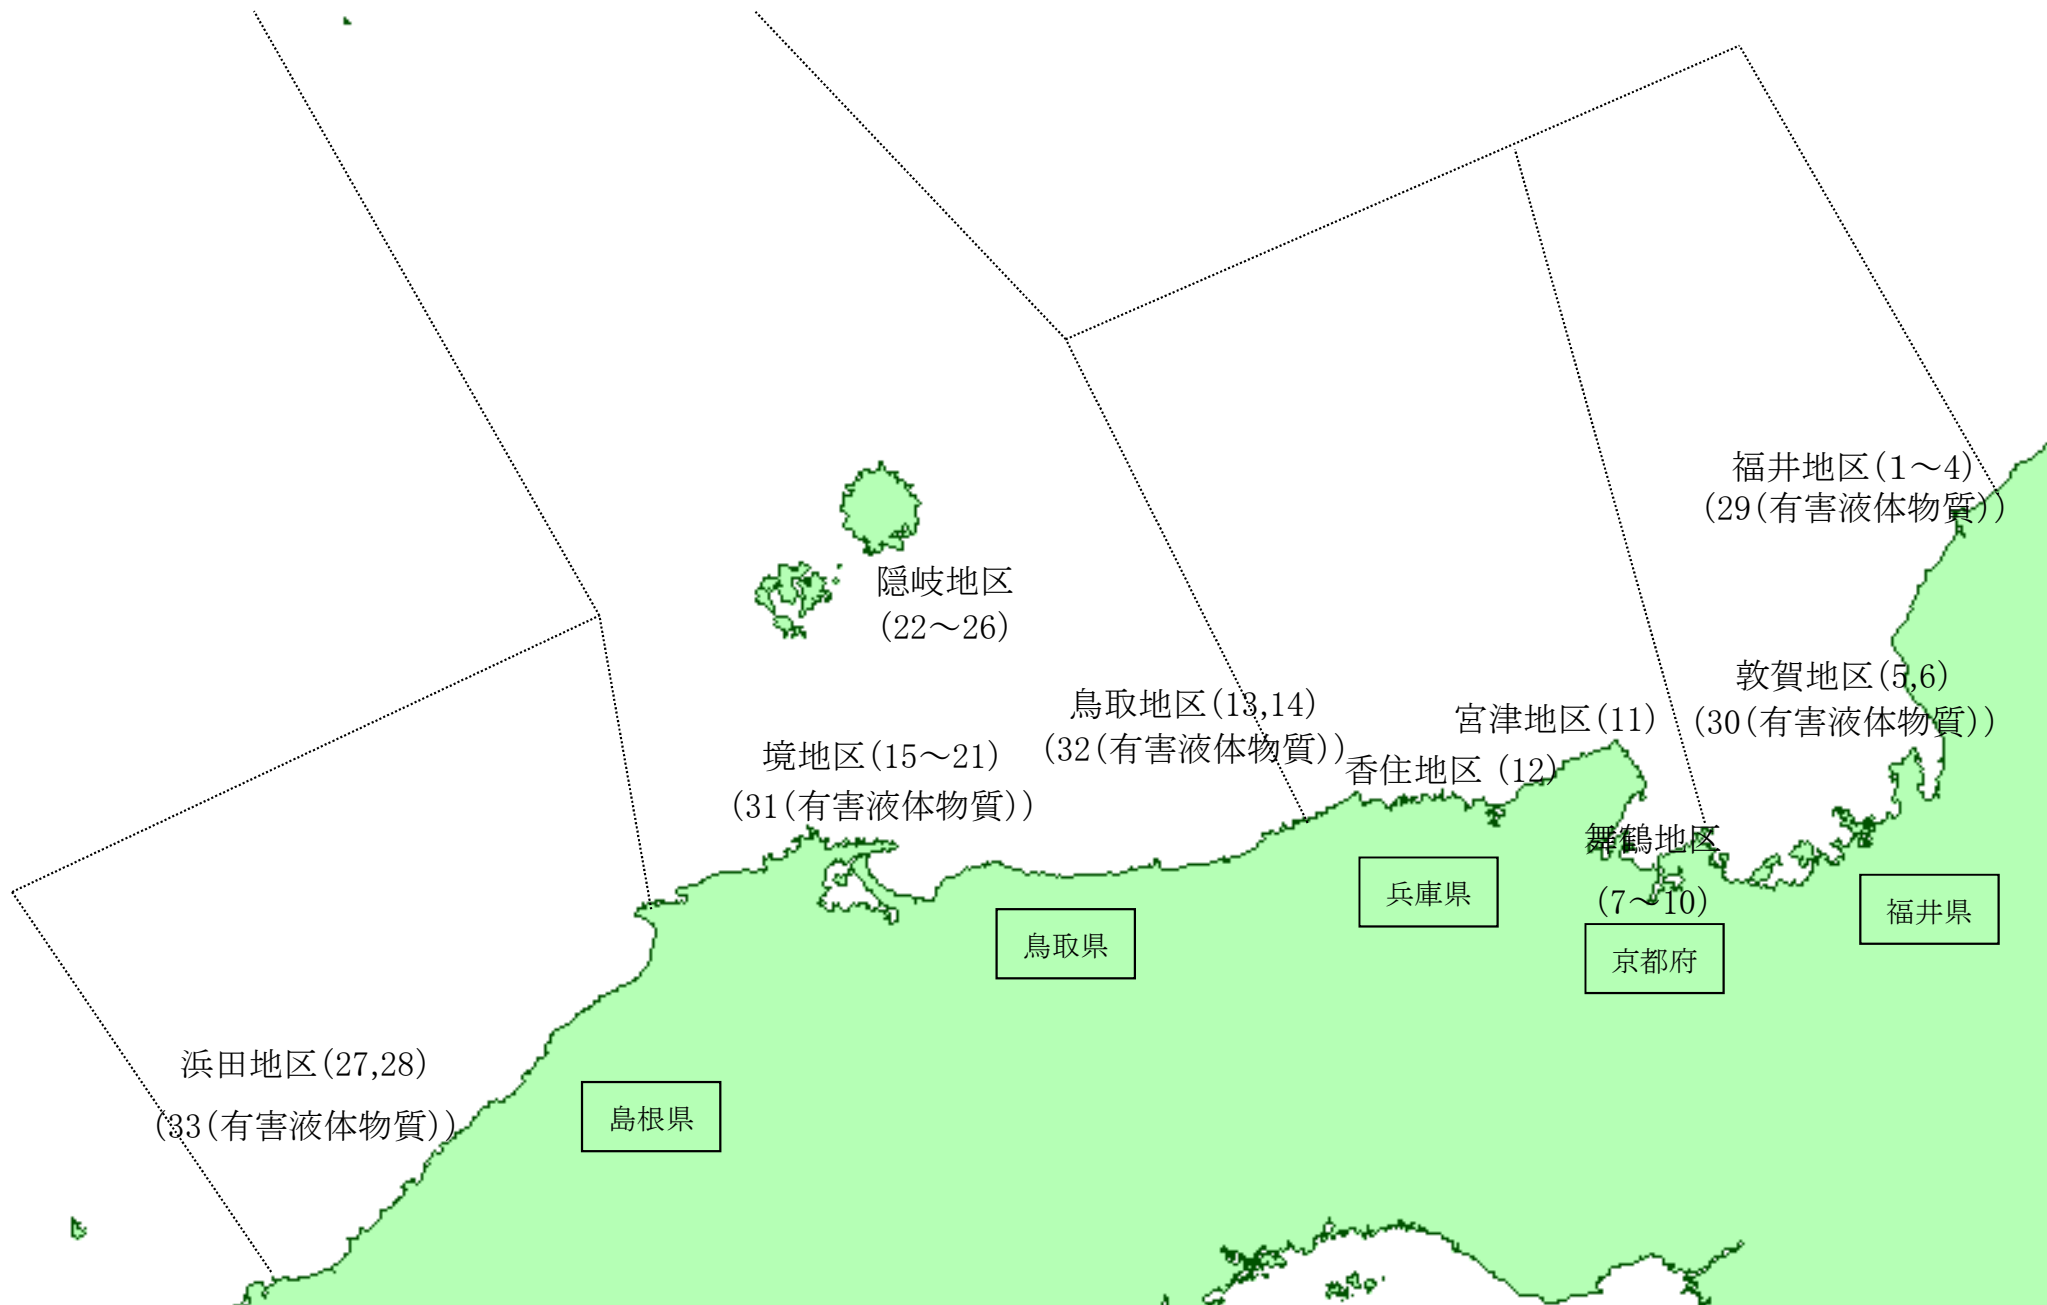 福井地区(1～4)
(29(有害液体物質))
隠岐地区
(22～26)
敦賀地区(5,6)
(30(有害液体物質))
鳥取地区(13,14)
(32(有害液体物質))
宮津地区(11)
境地区(15～21)
(31(有害液体物質))
香住地区 (12)
舞鶴地区
(7～10)
兵庫県
福井県
鳥取県
京都府
浜田地区(27,28)
(33(有害液体物質))
島根県